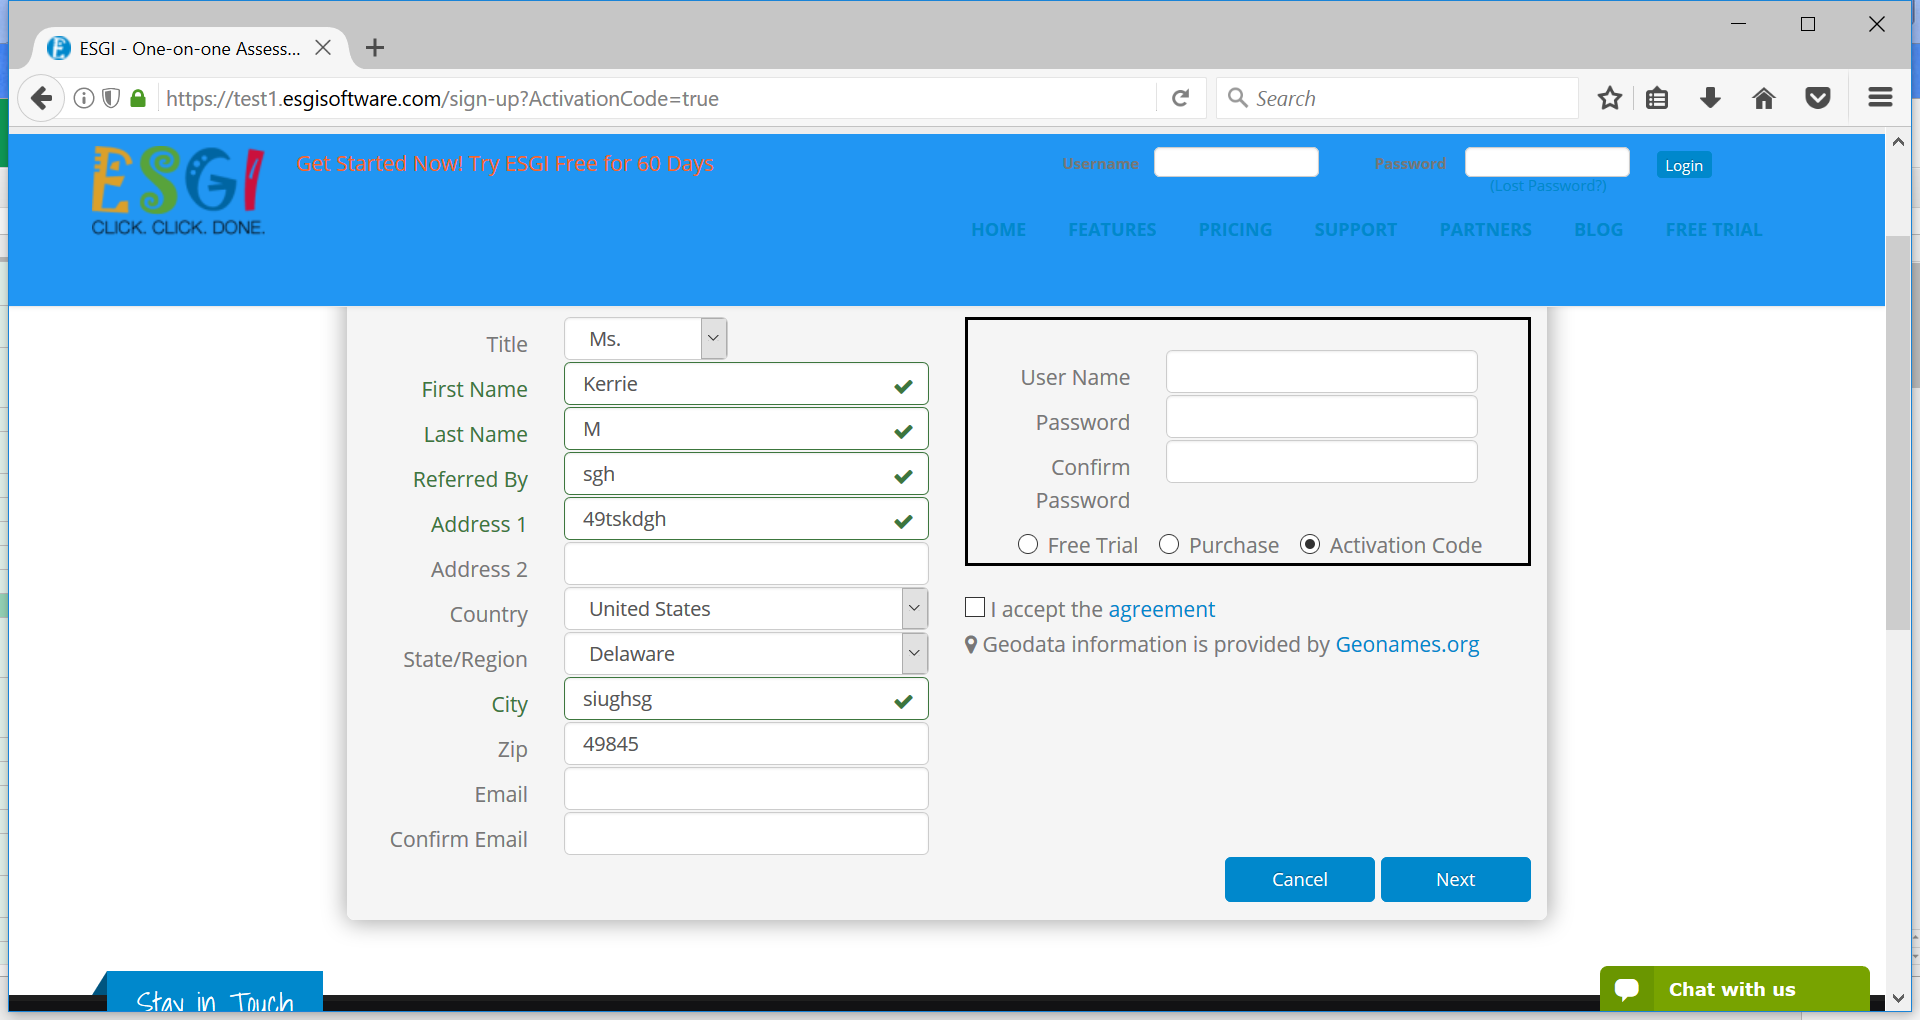 ESGI - One-on-one Assess...
https://test1.esgisoftware.com/sign-up?ActivationCode=true
Search
ESGI
CLICK. CLICK. DONE.
Get Started Now! Try ESGI Free for 60 Days
Username
Password
Login
(Lost Password?)
HOME FEATURES PRICING SUPPORT PARTNERS BLOG FREE TRIAL
Title Ms.
First Name Kerrie
Last Name M
Referred By sgh
Address 1 49tskdgh
Address 2
Country United States
State/Region Delaware
City siughsg
Zip 49845
Email
Confirm Email
User Name
Password
Confirm
Password
Free Trial Purchase Activation Code
I accept the agreement
Geodata information is provided by Geonames.org
Cancel Next
Stay in Touch
Chat with us